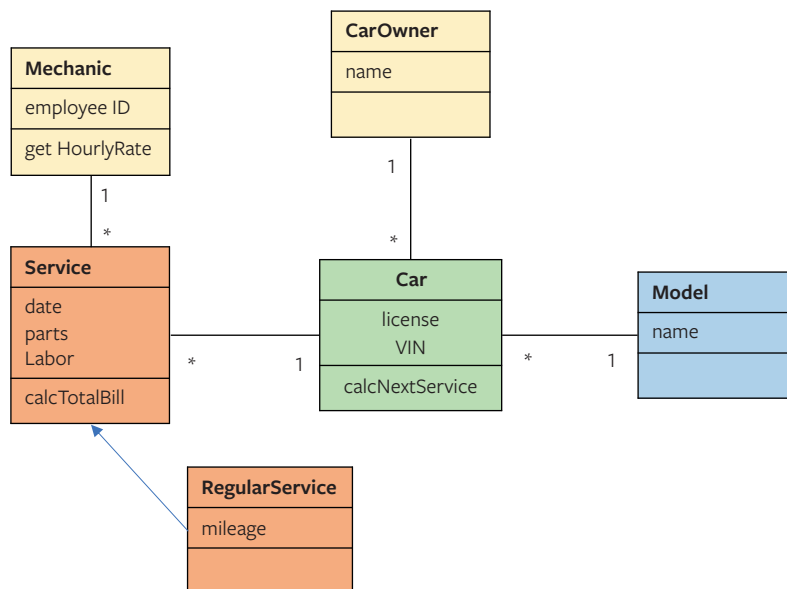 CarOwner
name
Mechanic
employee ID
get HourlyRate
1
*
1
*
Service
date
parts
Labor
calcTotalBill
*
1
Car
license
VIN
calcNextService
*
1
Model
name
RegularService
mileage